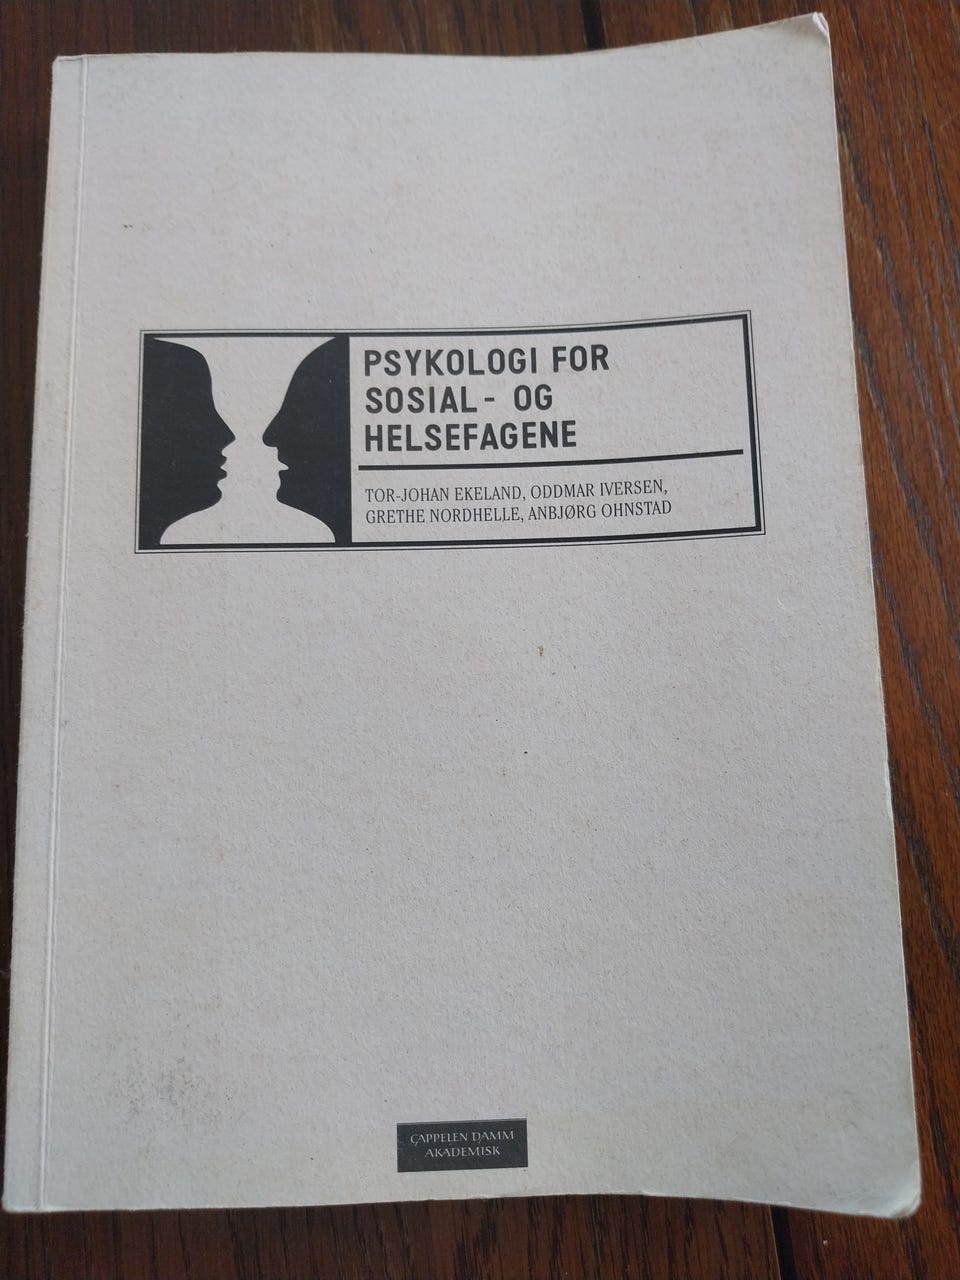 PSYKOLOGI FOR
SOSIAL- OG
HELSEFAGENE
TOR-JOHAN EKELAND, ODDMAR IVERSEN,
GRETHE NORDHELLE, ANBJØRG OHNSTAD
CAPPELEN DAMM
AKADEMISK